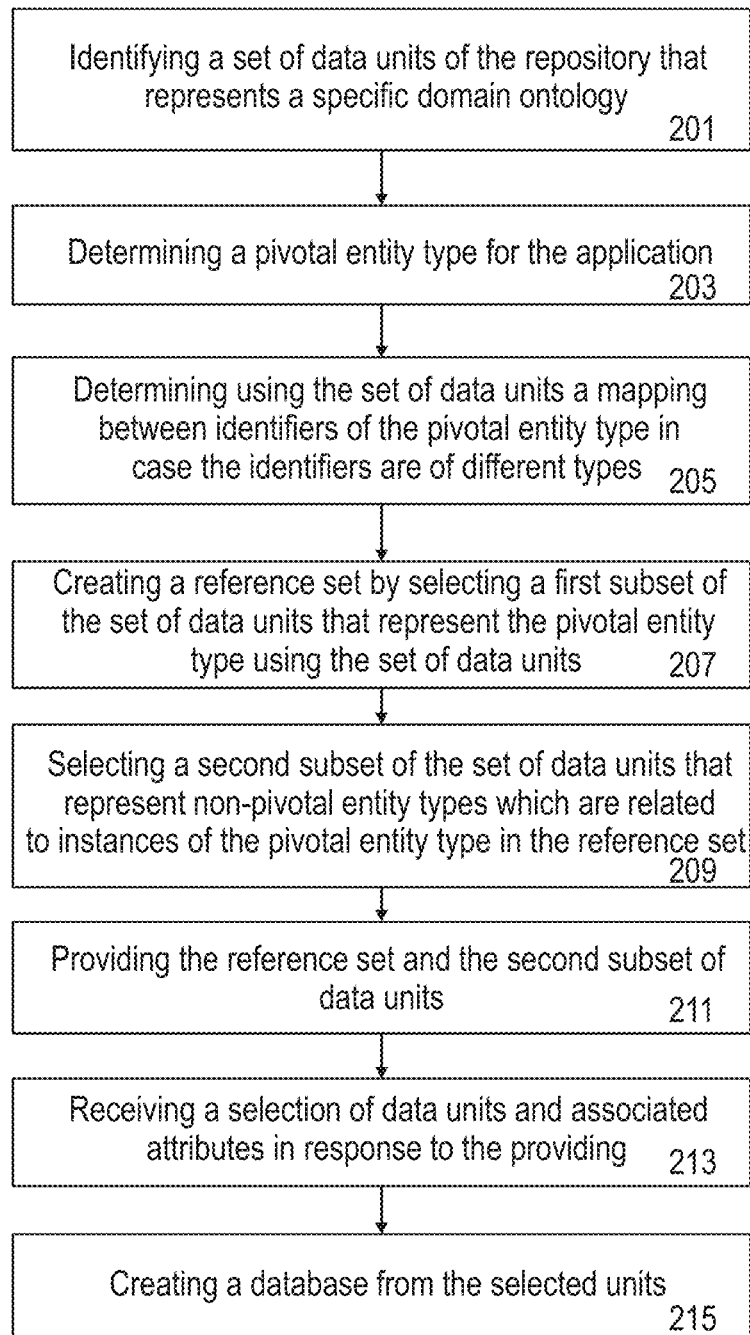 Identifying a set of data units of the repository that
represents a specific domain ontology
201
Determining a pivotal entity type for the application
203
Determining using the set of data units a mapping
between identifiers of the pivotal entity type in
case the identifiers are of different types
205
Creating a reference set by selecting a first subset of
the set of data units that represent the pivotal entity
type using the set of data units
207
Selecting a second subset of the set of data units that
represent non-pivotal entity types which are related
to instances of the pivotal entity type in the reference set
209
Providing the reference set and the second subset of
data units
211
Receiving a selection of data units and associated
attributes in response to the providing
213
Creating a database from the selected units
215